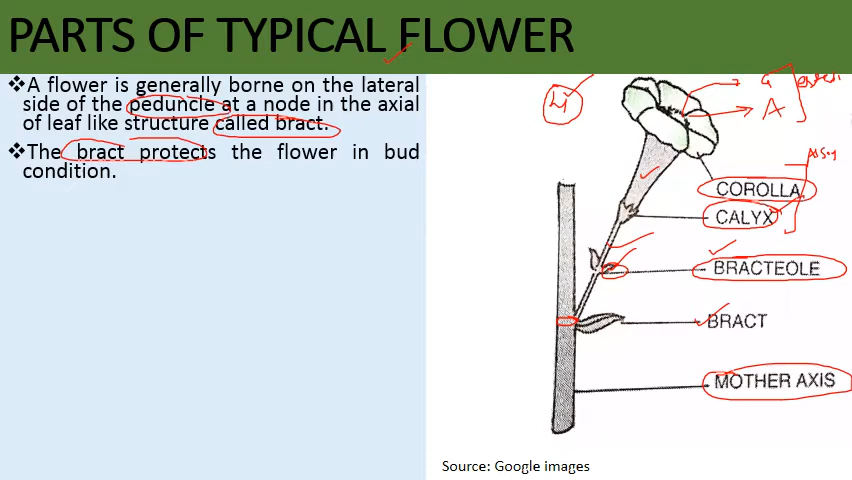 PARTS OF TYPICAL FLOWER
❖A flower is generally borne on the lateral
side of the peduncle at a node in the axial
of leaf like structure called bract.
❖The bract protects the flower in bud
condition.
G
A
COROLLA
CALYX
BRACTEOLE
BRACT
MOTHER AXIS
Source: Google images